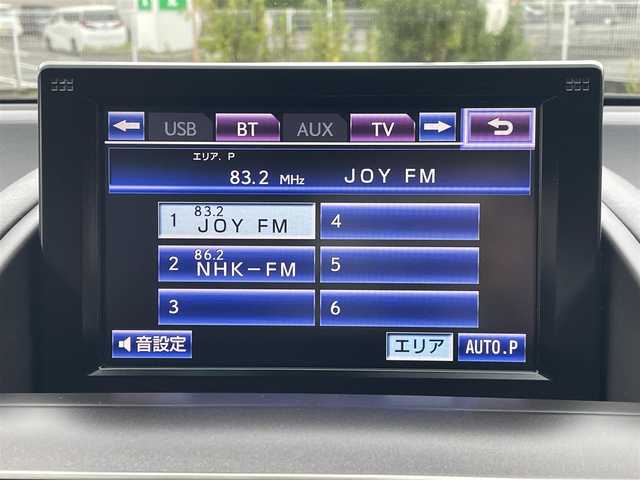 USB BT AUX TV
エリア. P
83.2 MHz JOY FM
1 83.2 JOY FM
4
2 86.2 NHK-FM
5
3
6
音設定 エリア AUTO.P